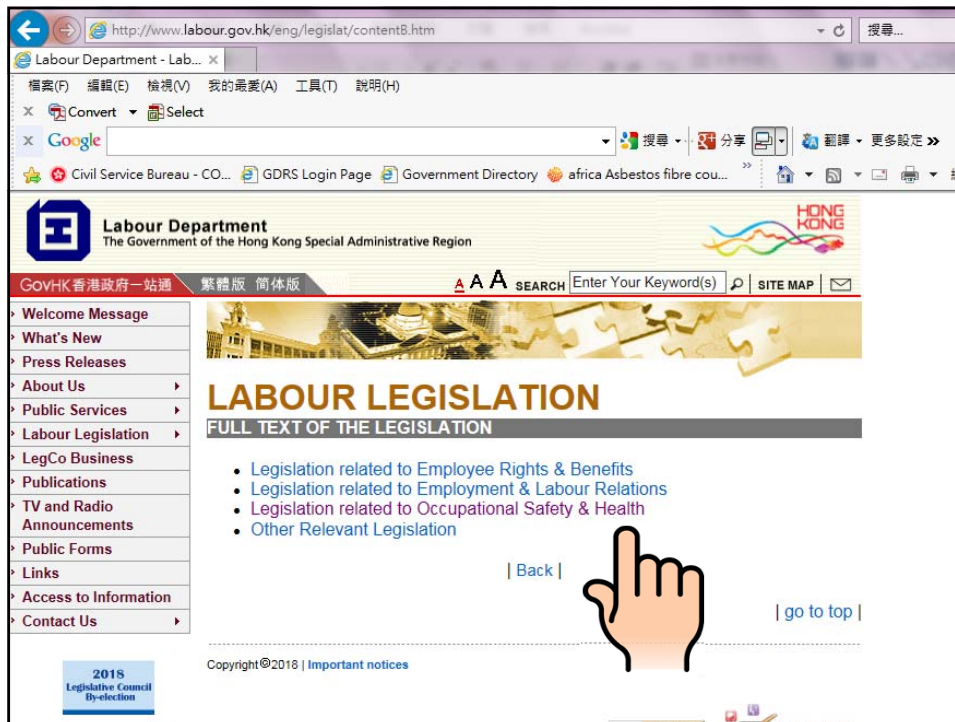 http://www.labour.gov.hk/eng/legislat/contentB.htm
搜尋...
Labour Department - Lab...
檔案(F) 編輯(E) 檢視(V) 我的最愛(A) 工具(T) 說明(H)
x Convert Select
x Google 搜尋 分享 翻譯 更多設定 »
Civil Service Bureau - CO... GDRS Login Page Government Directory africa Asbestos fibre cou... »
Labour Department
The Government of the Hong Kong Special Administrative Region
HONG
KONG
GovHK香港政府一站通 繁體版 简体版 A A A SEARCH Enter Your Keyword(s) SITE MAP
Welcome Message
What's New
Press Releases
About Us
Public Services
Labour Legislation
LegCo Business
Publications
TV and Radio
Announcements
Public Forms
Links
Access to Information
Contact Us
2018
Legislative Council
By-election
LABOUR LEGISLATION
FULL TEXT OF THE LEGISLATION
• Legislation related to Employee Rights & Benefits
• Legislation related to Employment & Labour Relations
• Legislation related to Occupational Safety & Health
• Other Relevant Legislation
| Back |
| go to top |
Copyright©2018 | Important notices